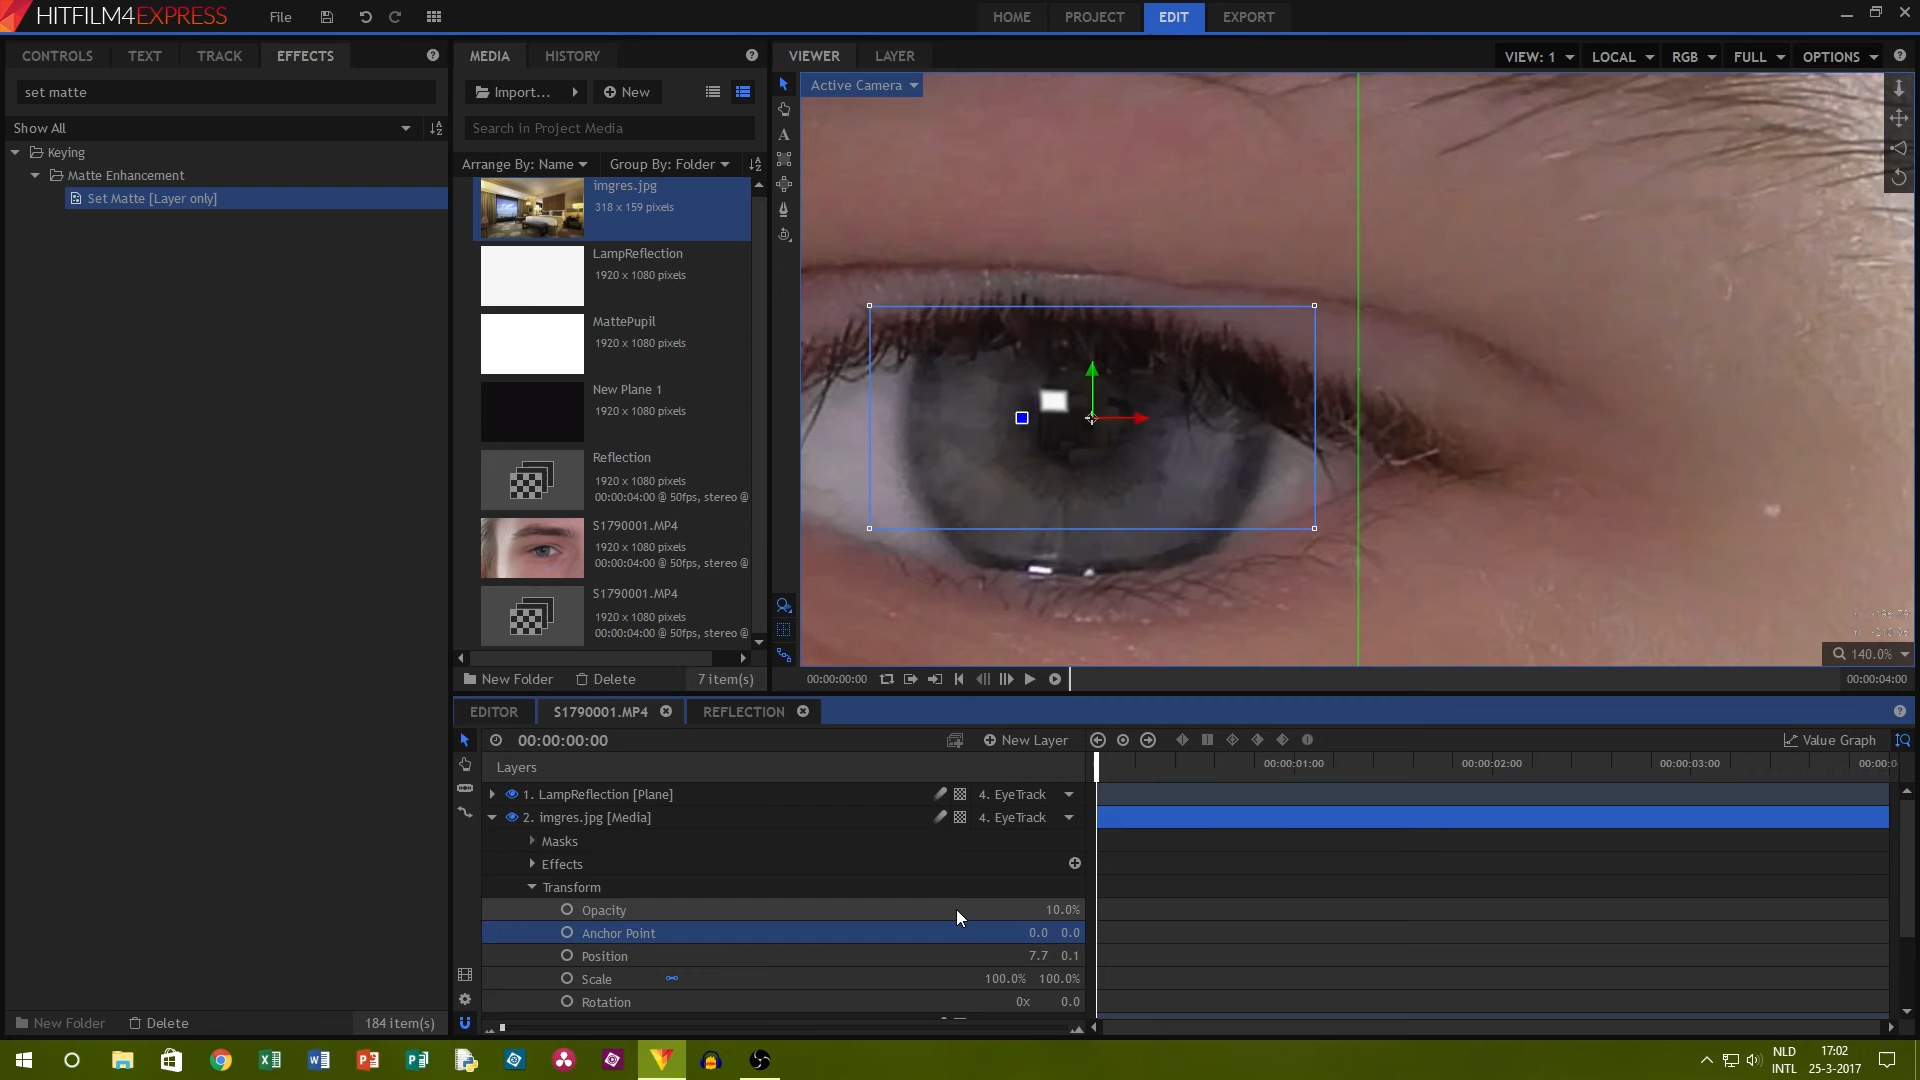 HITFILM4EXPRESS
File
HOME
PROJECT
EDIT
EXPORT
CONTROLS
TEXT
TRACK
EFFECTS
MEDIA
HISTORY
VIEWER
LAYER
VIEW: 1
LOCAL
RGB
FULL
OPTIONS
set matte
Import...
New
Active Camera
Show All
Search in Project Media
Keying
Matte Enhancement
Set Matte [Layer only]
Arrange By: Name
Group By: Folder
imgres.jpg
318 x 159 pixels
LampReflection
1920 x 1080 pixels
MattePupil
1920 x 1080 pixels
New Plane 1
1920 x 1080 pixels
Reflection
1920 x 1080 pixels
00:00:04:00 @ 50fps, stereo @
S1790001.MP4
1920 x 1080 pixels
00:00:04:00 @ 50fps, stereo @
S1790001.MP4
1920 x 1080 pixels
00:00:04:00 @ 50fps, stereo @
140.0%
New Folder
Delete
7 item(s)
00:00:00:00
00:00:04:00
EDITOR
S1790001.MP4
REFLECTION
00:00:00:00
New Layer
Value Graph
Layers
00:00:01:00
00:00:02:00
00:00:03:00
00:00:0
1. LampReflection [Plane]
4. EyeTrack
2. imgres.jpg [Media]
4. EyeTrack
Masks
Effects
Transform
Opacity
10.0%
Anchor Point
0.0 0.0
Position
7.7 0.1
Scale
100.0% 100.0%
Rotation
0x 0.0
New Folder
Delete
184 item(s)
NLD
INTL
17:02
25-3-2017